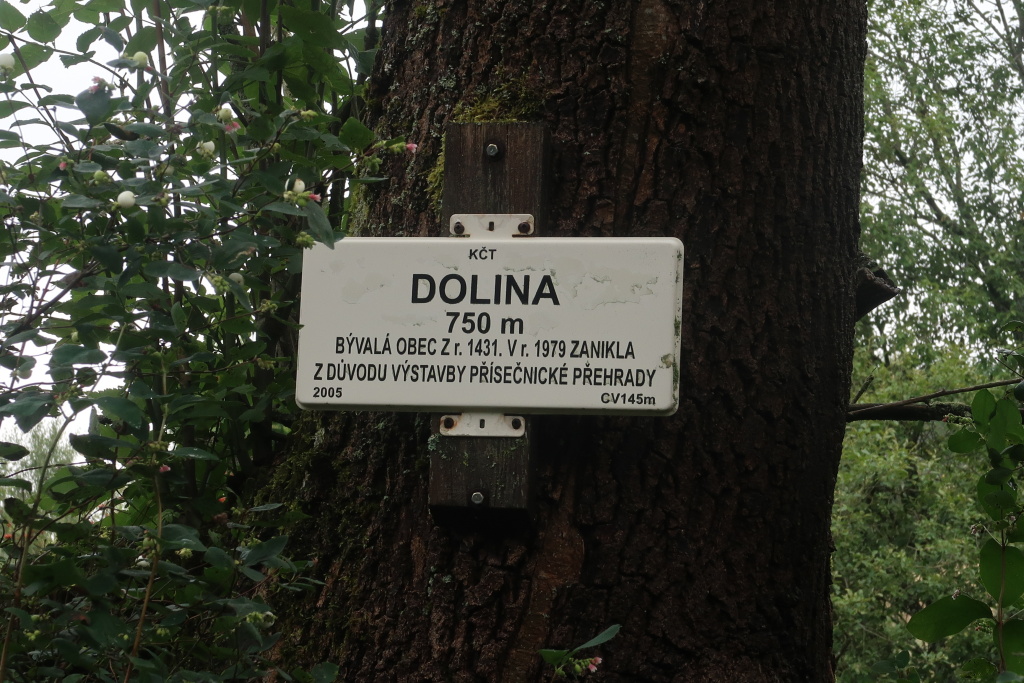 KČT
DOLINA
750 m
BÝVALÁ OBEC Z r. 1431. V r. 1979 ZANIKLA
Z DŮVODU VÝSTAVBY PŘÍSEČNICKÉ PŘEHRADY
2005 CV145m